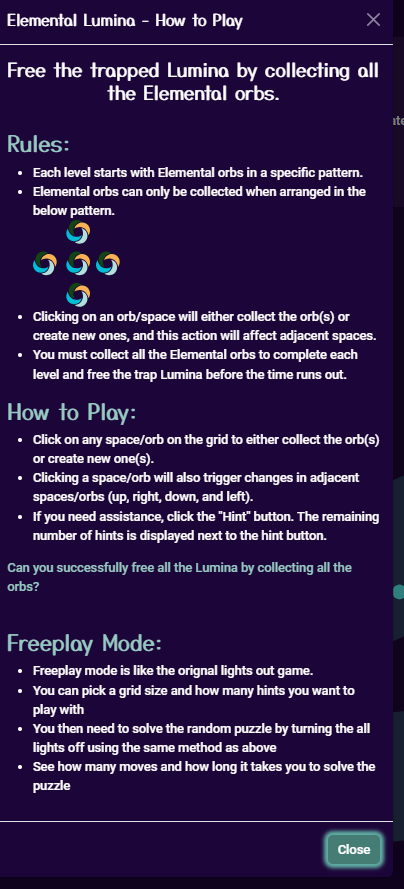 Elemental Lumina - How to Play
Free the trapped Lumina by collecting all
the Elemental orbs.
Rules:
Each level starts with Elemental orbs in a specific pattern.
Elemental orbs can only be collected when arranged in the
below pattern.
Clicking on an orb/space will either collect the orb(s) or
create new ones, and this action will affect adjacent spaces.
You must collect all the Elemental orbs to complete each
level and free the trap Lumina before the time runs out.
How to Play:
Click on any space/orb on the grid to either collect the orb(s)
or create new one(s).
Clicking a space/orb will also trigger changes in adjacent
spaces/orbs (up, right, down, and left).
If you need assistance, click the "Hint" button. The remaining
number of hints is displayed next to the hint button.
Can you successfully free all the Lumina by collecting all the
orbs?
Freeplay Mode:
Freeplay mode is like the orignal lights out game.
You can pick a grid size and how many hints you want to
play with
You then need to solve the random puzzle by turning the all
lights off using the same method as above
See how many moves and how long it takes you to solve the
puzzle
Close